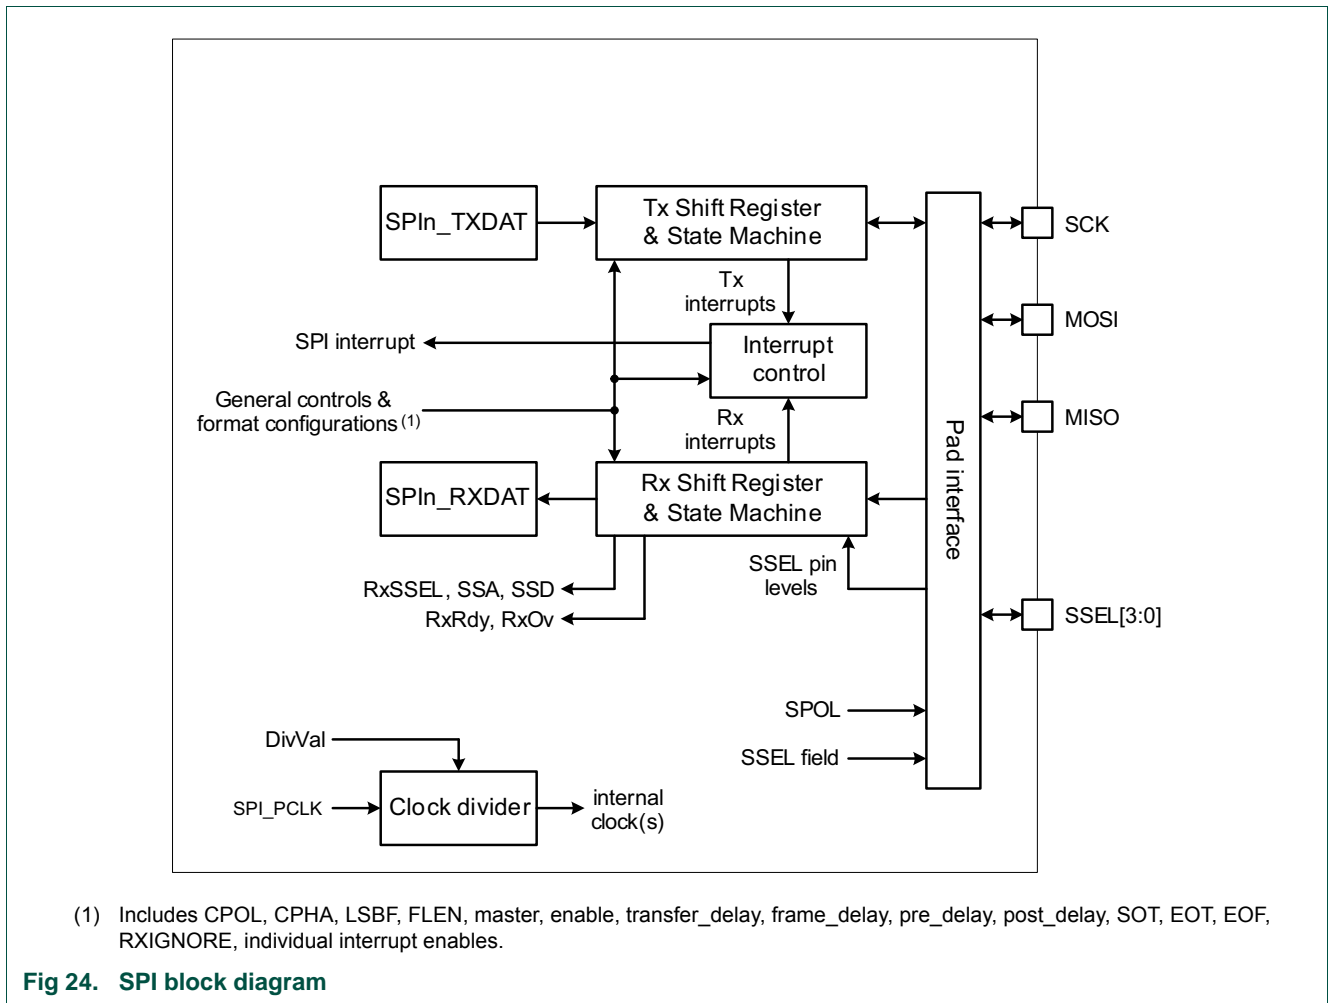 SPIn_TXDAT
Tx Shift Register
& State Machine
SCK
Tx
interrupts
MOSI
SPI interrupt
Interrupt
control
General controls &
format configurations (1)
Rx
interrupts
MISO
Pad interface
SPIn_RXDAT
Rx Shift Register
& State Machine
SSEL pin
levels
RxSSEL, SSA, SSD
RxRdy, RxOv
SSEL[3:0]
SPOL
SSEL field
DivVal
SPI_PCLK
Clock divider
internal
clock(s)
(1) Includes CPOL, CPHA, LSBF, FLEN, master, enable, transfer_delay, frame_delay, pre_delay, post_delay, SOT, EOT, EOF,
RXIGNORE, individual interrupt enables.
Fig 24. SPI block diagram